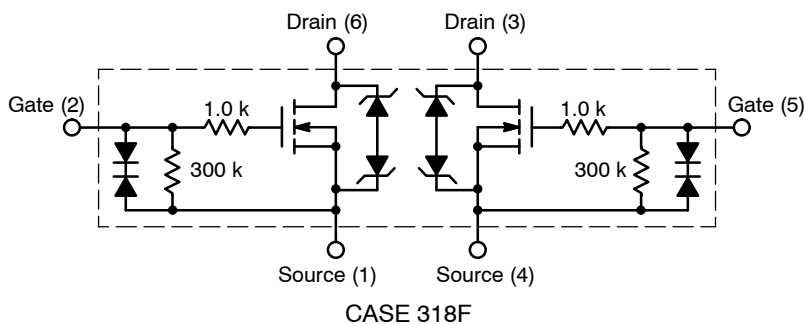 Drain (6) Drain (3)
Gate (2) 1.0 k 1.0 k Gate (5)
300 k 300 k
Source (1) Source (4)
CASE 318F